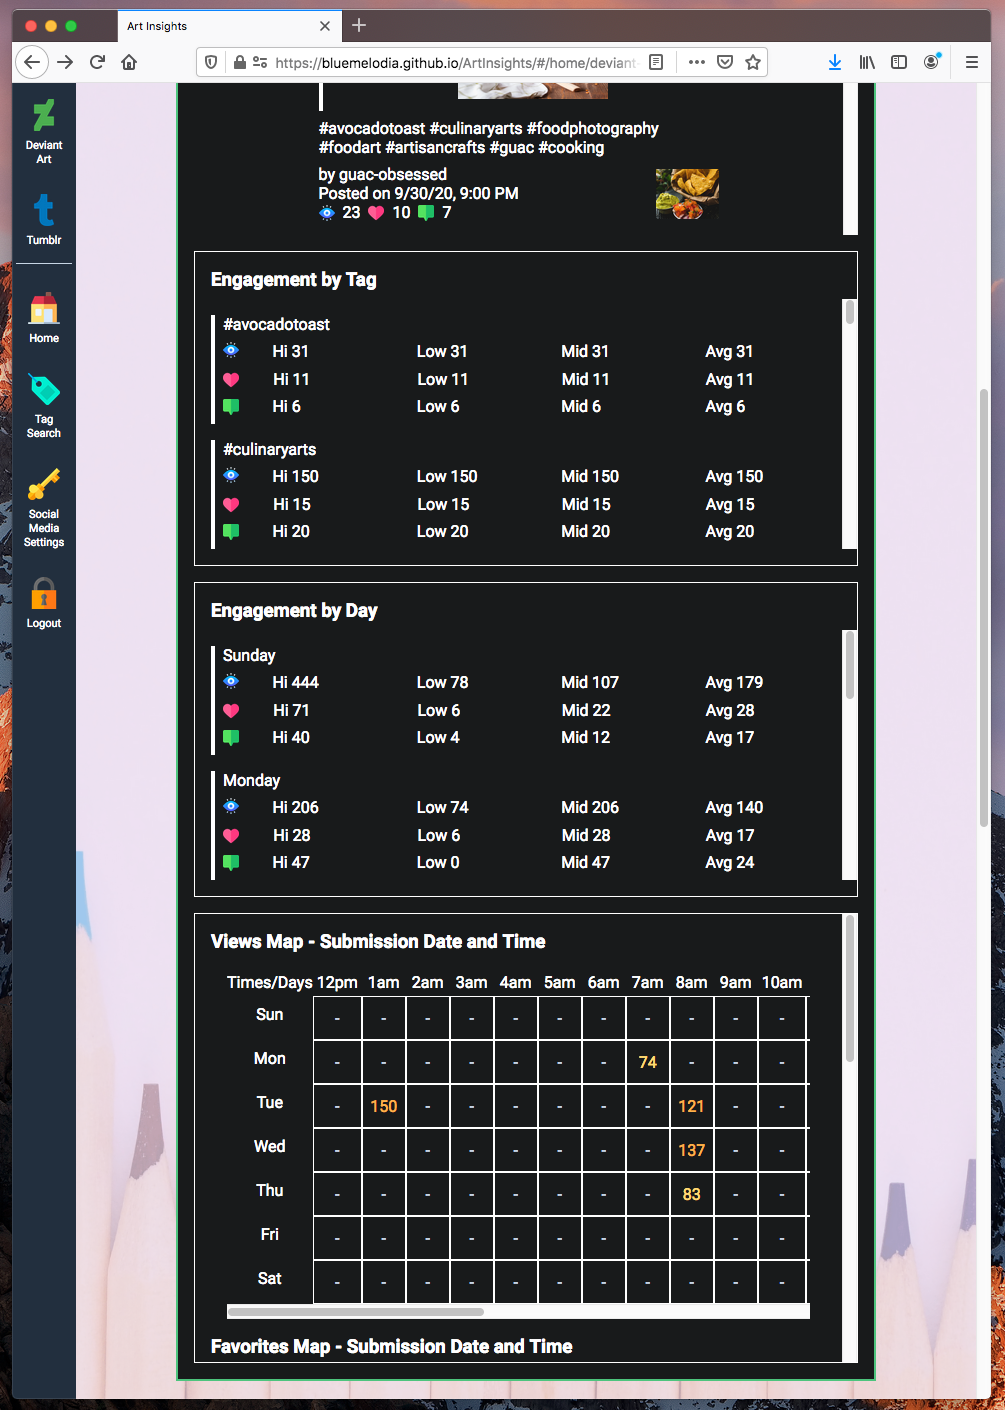 Art Insights
https://bluemelodia.github.io/ArtInsights/#/home/deviant-
Deviant
Art
Tumblr
Home
Tag
Search
Social
Media
Settings
Logout
#avocadotoast #culinaryarts #foodphotography
#foodart #artisancrafts #guac #cooking
by guac-obsessed
Posted on 9/30/20, 9:00 PM
23 10 7
Engagement by Tag
#avocadotoast
Hi 31 Low 31 Mid 31 Avg 31
Hi 11 Low 11 Mid 11 Avg 11
Hi 6 Low 6 Mid 6 Avg 6
#culinaryarts
Hi 150 Low 150 Mid 150 Avg 150
Hi 15 Low 15 Mid 15 Avg 15
Hi 20 Low 20 Mid 20 Avg 20
Engagement by Day
Sunday
Hi 444 Low 78 Mid 107 Avg 179
Hi 71 Low 6 Mid 22 Avg 28
Hi 40 Low 4 Mid 12 Avg 17
Monday
Hi 206 Low 74 Mid 206 Avg 140
Hi 28 Low 6 Mid 28 Avg 17
Hi 47 Low 0 Mid 47 Avg 24
Views Map - Submission Date and Time
Times/Days 12pm 1am 2am 3am 4am 5am 6am 7am 8am 9am 10am
Sun - - - - - - - - - - -
Mon - - - - - - - 74 - - -
Tue - 150 - - - - - - 121 - -
Wed - - - - - - - - 137 - -
Thu - - - - - - - - 83 - -
Fri - - - - - - - - - - -
Sat - - - - - - - - - - -
Favorites Map - Submission Date and Time